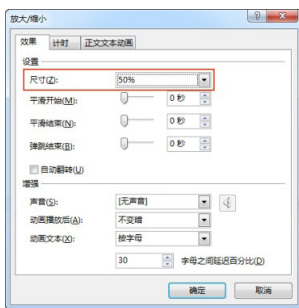 放大/缩小
效果 计时 正文文本动画
设置
尺寸(Z): 50%
平滑开始(M): 0 秒
平滑结束(N): 0 秒
弹跳结束(B): 0 秒
自动翻转(U)
增强
声音(S): [无声音]
动画播放后(A): 不变暗
动画文本(X): 按字母
30 字母之间延迟百分比(D)
确定 取消